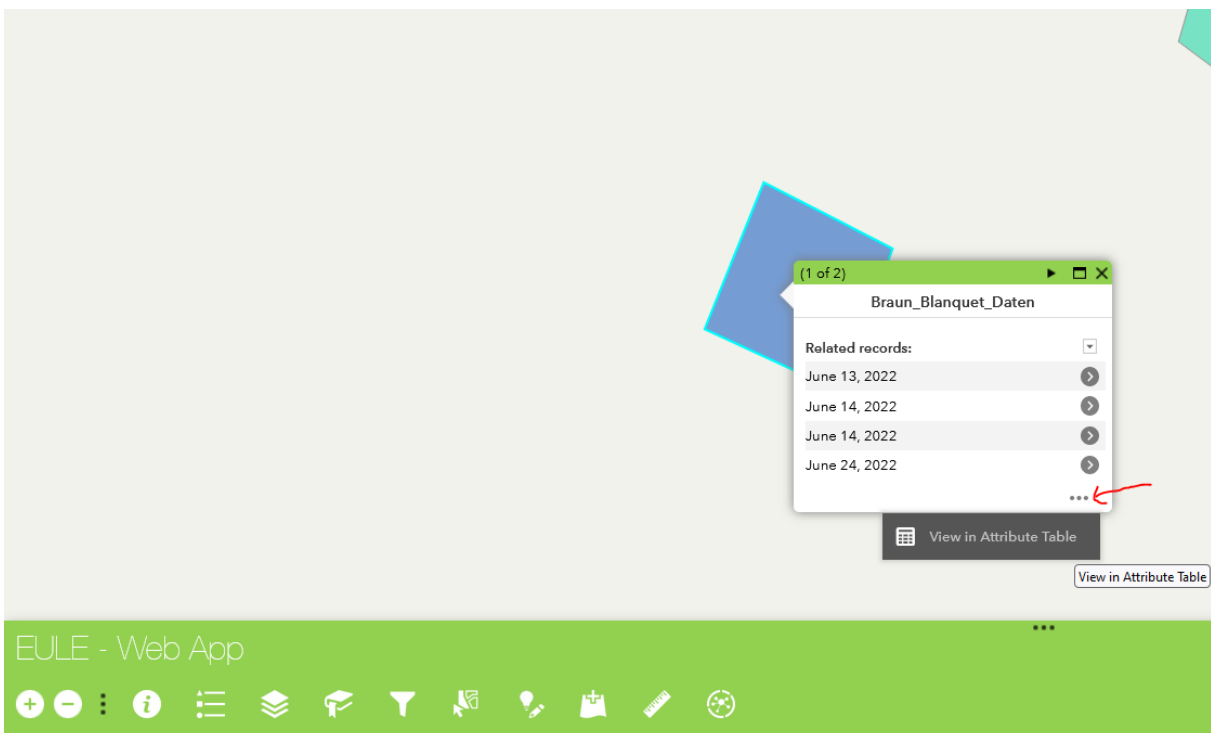 (1 of 2)
Braun_Blanquet_Daten
Related records:
June 13, 2022
June 14, 2022
June 14, 2022
June 24, 2022
View in Attribute Table
View in Attribute Table
EULE - Web App